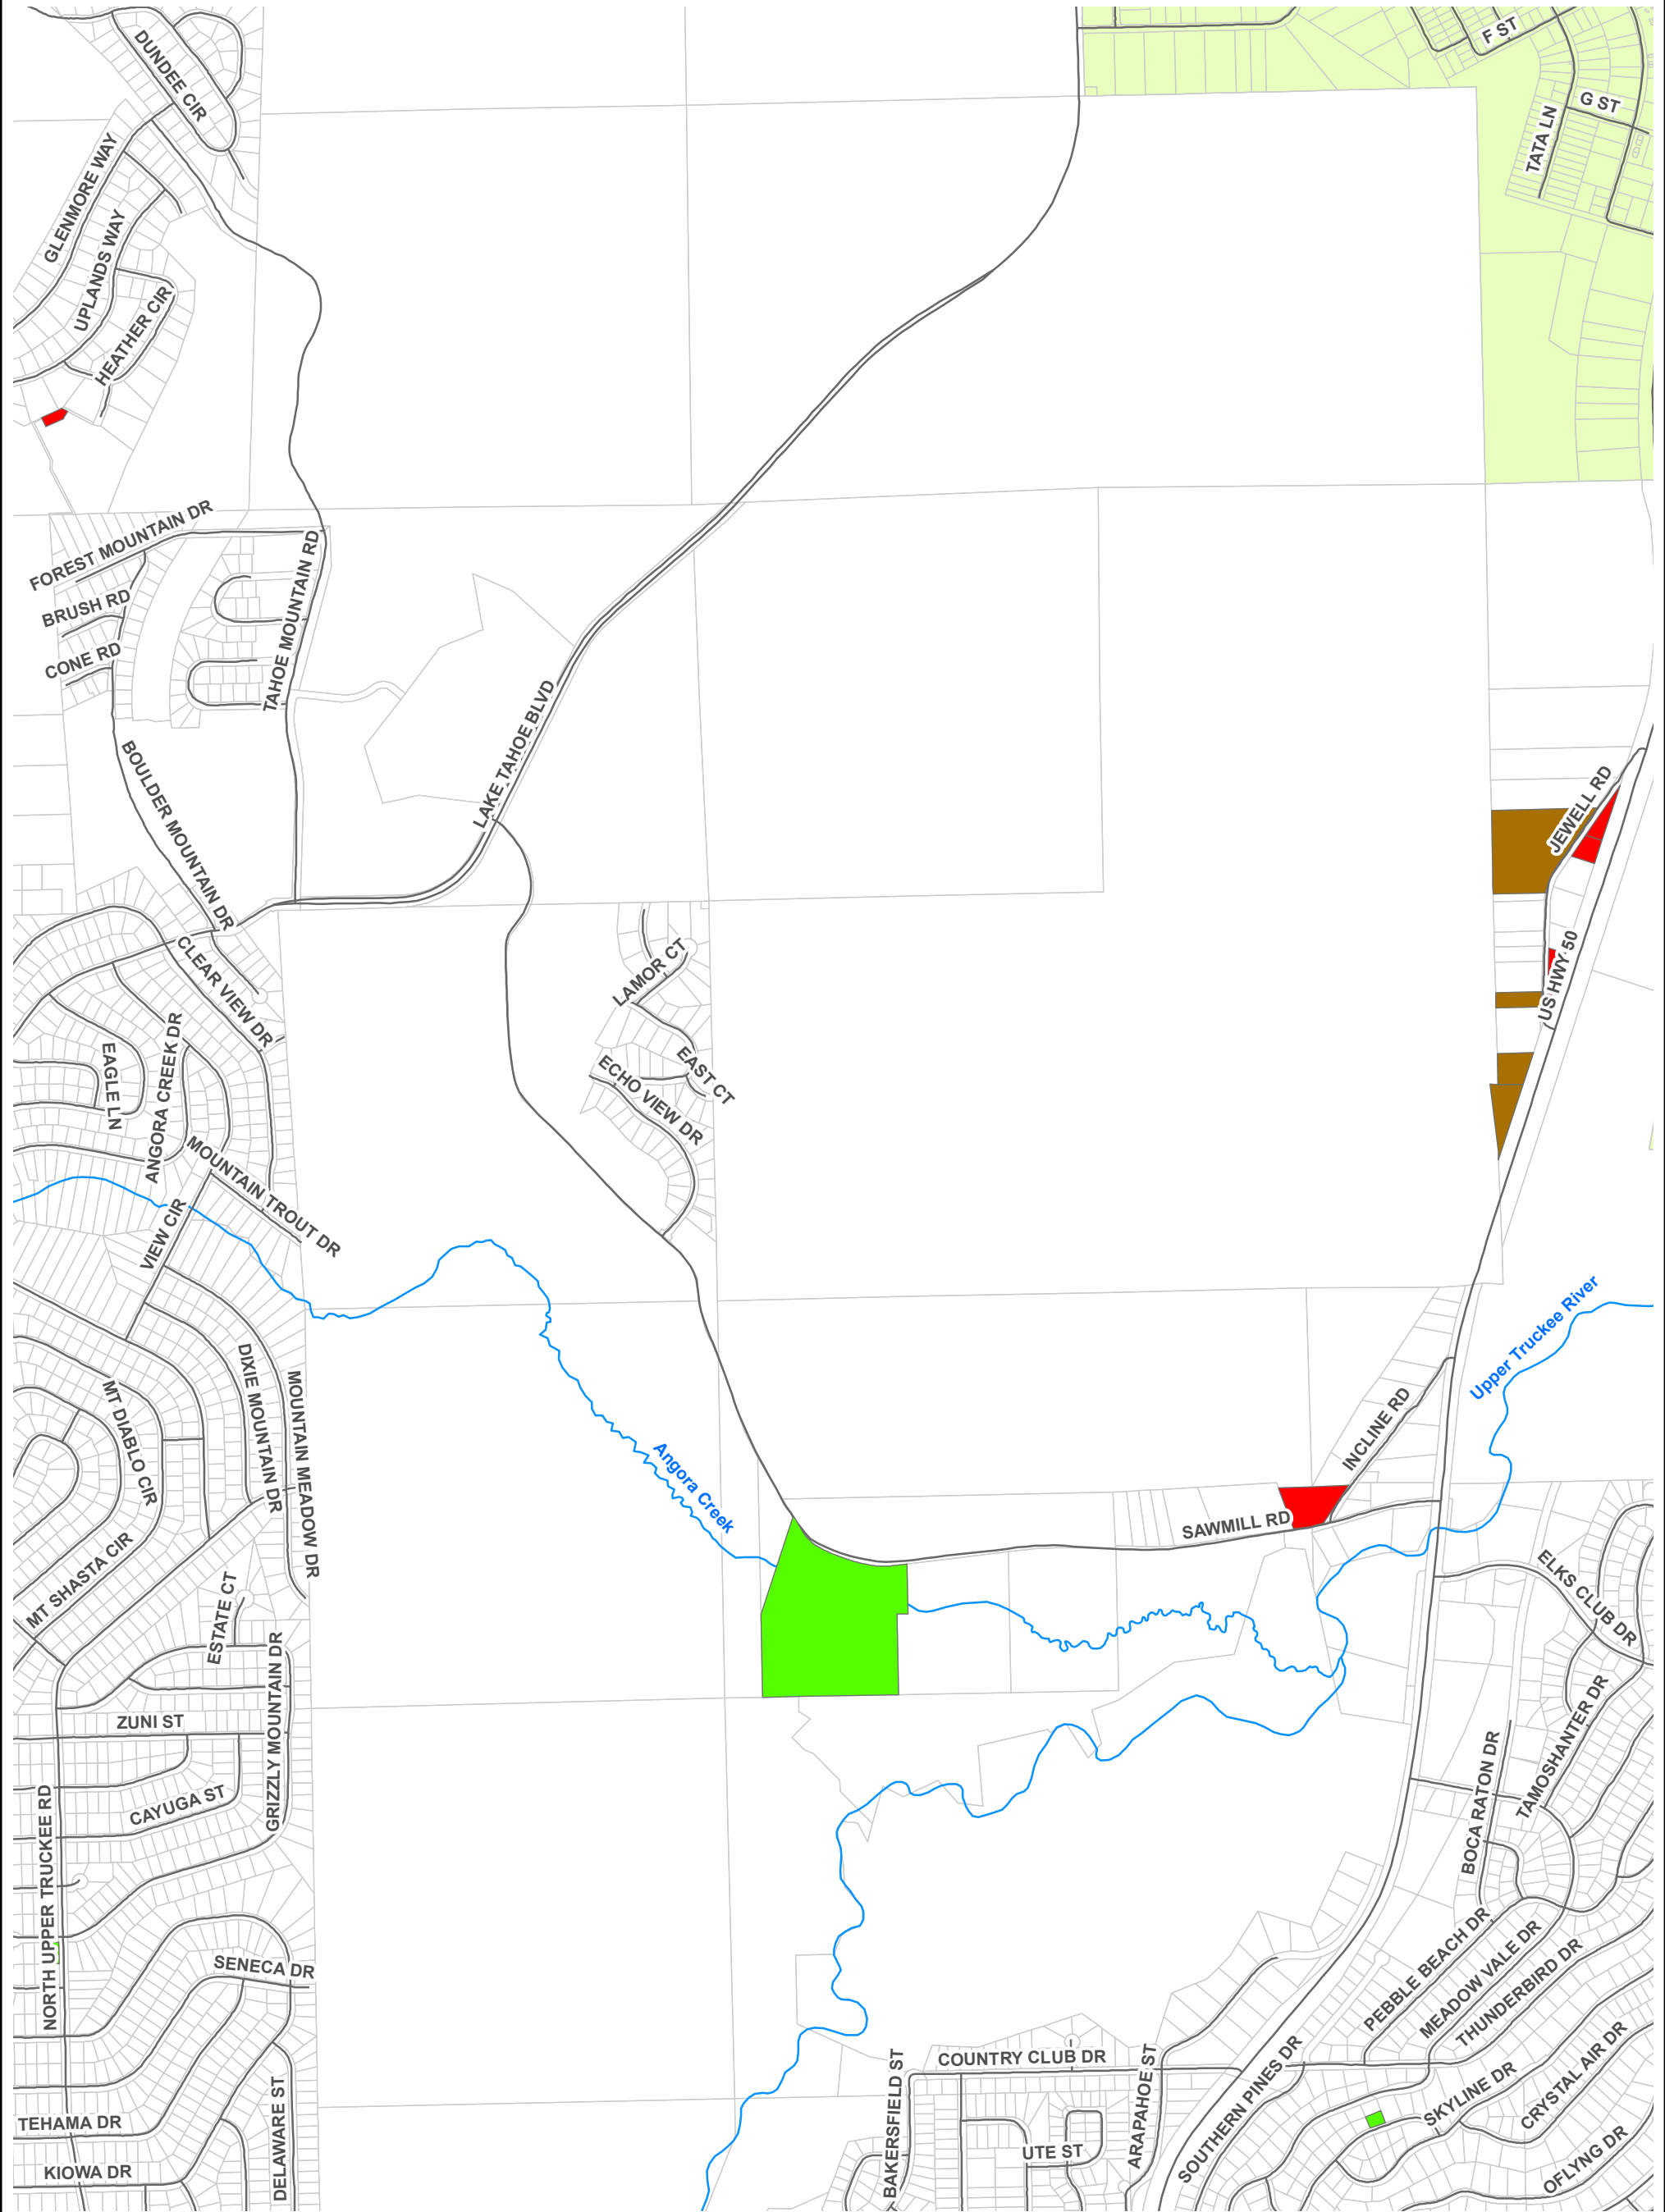 F ST
DUNDEE CIR
G ST
TATA LN
GLENMORE WAY
UPLANDS WAY
HEATHER CIR
FOREST MOUNTAIN DR
BRUSH RD
CONE RD
TAHOE MOUNTAIN RD
LAKE TAHOE BLVD
BOULDER MOUNTAIN DR
JEWELL RD
CLEAR VIEW DR
LAMOR CT
US HWY 50
EAGLE LN
ANGORA CREEK DR
EAST CT
ECHO VIEW DR
MOUNTAIN TROUT DR
VIEW CIR
Upper Truckee River
DIXIE MOUNTAIN DR
MOUNTAIN MEADOW DR
MT DIABLO CIR
INCLINE RD
Angora Creek
SAWMILL RD
MT SHASTA CIR
ESTATE CT
ELKS CLUB DR
GRIZZLY MOUNTAIN DR
ZUNI ST
TAMOSHANTER DR
BOCA RATON DR
CAYUGA ST
NORTH UPPER TRUCKEE RD
SENECA DR
PEBBLE BEACH DR
MEADOW VALE DR
THUNDERBIRD DR
COUNTRY CLUB DR
BAKERSFIELD ST
ARAPAHOE ST
SOUTHERN PINES DR
SKYLINE DR
CRYSTAL AIR DR
TEHAMA DR
DELAWARE ST
UTE ST
KIOWA DR
OFLYNG DR